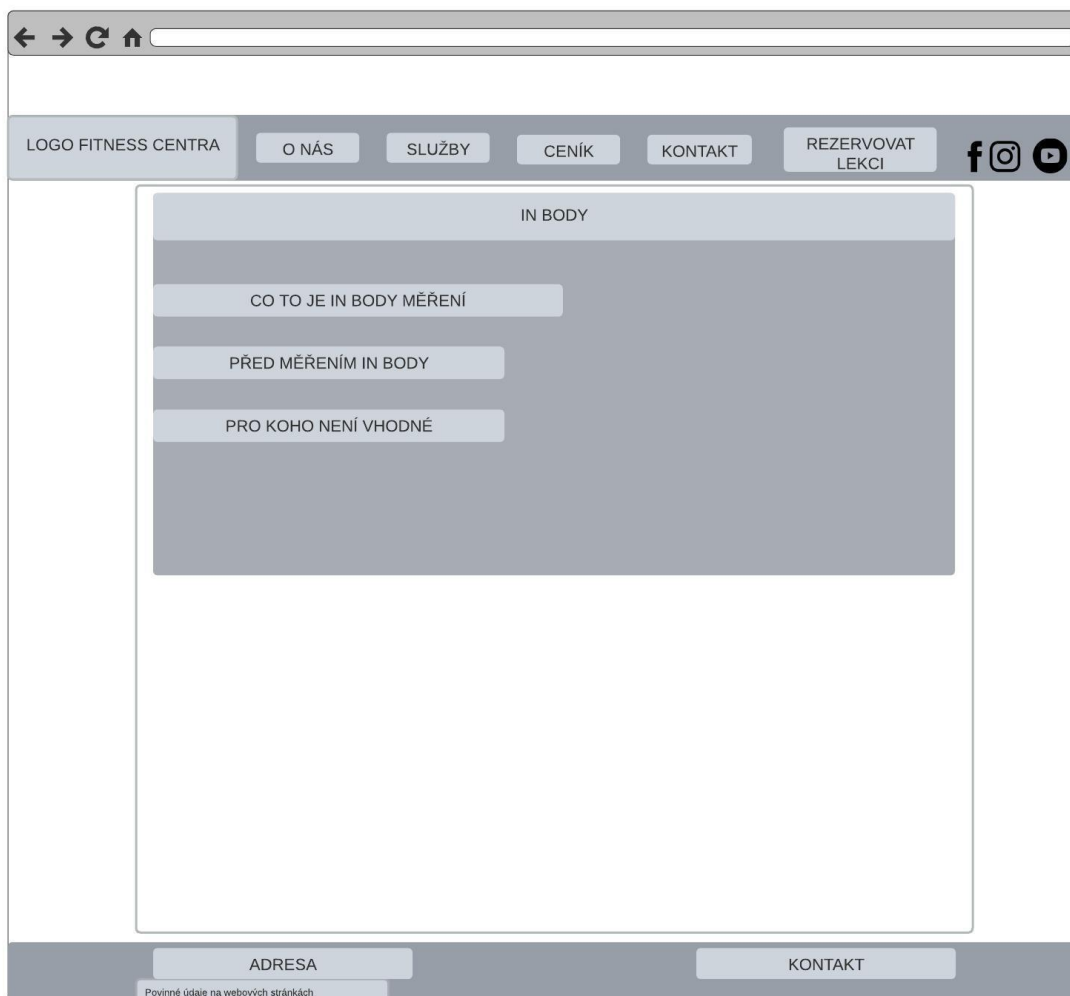 LOGO FITNESS CENTRA
O NÁS
SLUŽBY
CENÍK
KONTAKT
REZERVOVAT
LEKCI
IN BODY
CO TO JE IN BODY MĚŘENÍ
PŘED MĚŘENÍM IN BODY
PRO KOHO NENÍ VHODNÉ
ADRESA
KONTAKT
Povinné údaje na webových stránkách